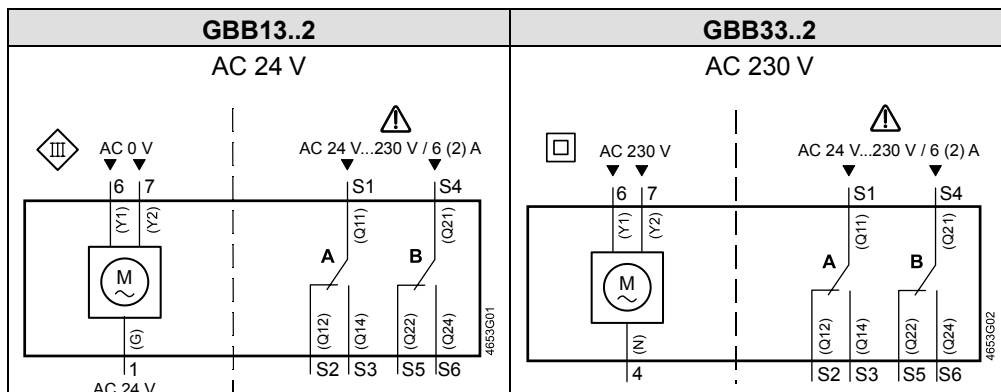 GBB13..2
AC 24 V
III
AC 0 V
AC 24 V...230 V / 6 (2) A
6 7 S1 S4
(Y1) (Y2) (Q11) (Q21)
A B
M
~
(G) (Q12) (Q14) (Q22) (Q24)
4653G01
1 S2 S3 S5 S6
AC 24 V
GBB33..2
AC 230 V
AC 230 V
AC 24 V...230 V / 6 (2) A
6 7 S1 S4
(Y1) (Y2) (Q11) (Q21)
A B
M
~
(N) (Q12) (Q14) (Q22) (Q24)
4653G02
4 S2 S3 S5 S6